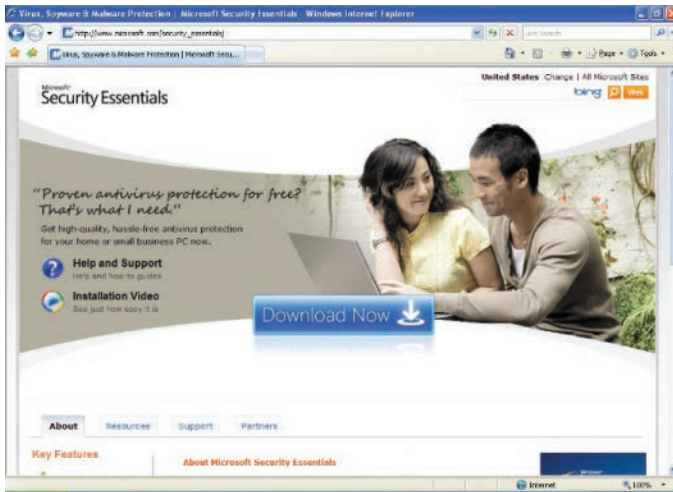 Virus, Spyware & Malware Protection | Microsoft Security Essentials - Windows Internet Explorer
http://www.microsoft.com/security_essentials/
Live Search
Virus, Spyware & Malware Protection | Microsoft Secu...
Page
Tools
United States Change | All Microsoft Sites
Microsoft
Security Essentials
bing
Web
"Proven antivirus protection for free?
That's what I need."
Get high-quality, hassle-free antivirus protection
for your home or small business PC now.
Help and Support
Help and how-to guides
Installation Video
See just how easy it is
Download Now
About Resources Support Partners
Key Features
About Microsoft Security Essentials
Internet
100%